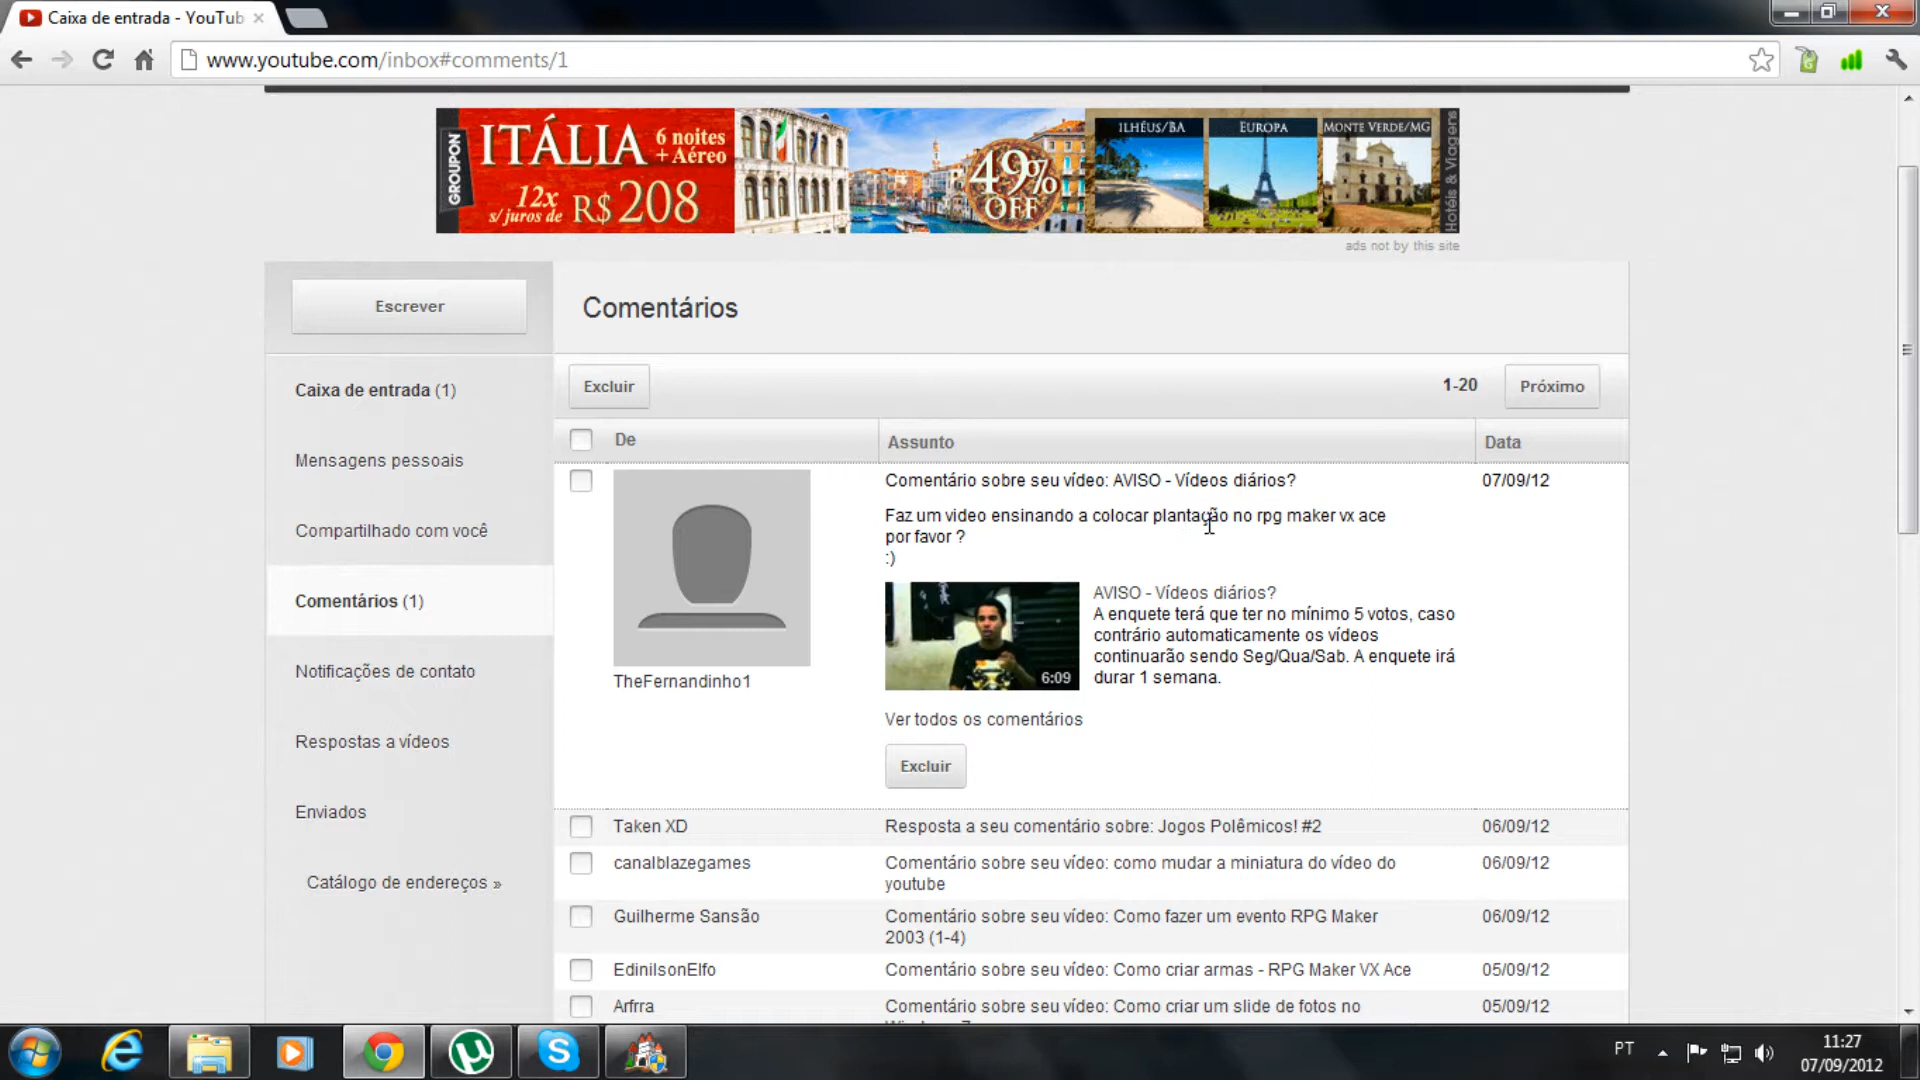 Caixa de entrada - YouTub
www.youtube.com/inbox#comments/1
GROUPON
ITÁLIA 6 noites + Aéreo
12x s/juros de R$ 208
49% OFF
ILHÉUS/BA
EUROPA
MONTE VERDE/MG
Hotéis & Viagens
ads not by this site
Escrever
Comentários
Caixa de entrada (1)
Mensagens pessoais
Compartilhado com você
Comentários (1)
Notificações de contato
Respostas a vídeos
Enviados
Catálogo de endereços »
Excluir
1-20
Próximo
De
Assunto
Data
TheFernandinho1
Comentário sobre seu vídeo: AVISO - Vídeos diários?
07/09/12
Faz um video ensinando a colocar plantação no rpg maker vx ace
por favor ?
:)
6:09
AVISO - Vídeos diários?
A enquete terá que ter no mínimo 5 votos, caso
contrário automaticamente os vídeos
continuarão sendo Seg/Qua/Sab. A enquete irá
durar 1 semana.
Ver todos os comentários
Excluir
Taken XD
Resposta a seu comentário sobre: Jogos Polêmicos! #2
06/09/12
canalblazegames
Comentário sobre seu vídeo: como mudar a miniatura do vídeo do
youtube
06/09/12
Guilherme Sansão
Comentário sobre seu vídeo: Como fazer um evento RPG Maker
2003 (1-4)
06/09/12
EdinilsonElfo
Comentário sobre seu vídeo: Como criar armas - RPG Maker VX Ace
05/09/12
Arfrra
Comentário sobre seu vídeo: Como criar um slide de fotos no
05/09/12
PT
11:27
07/09/2012